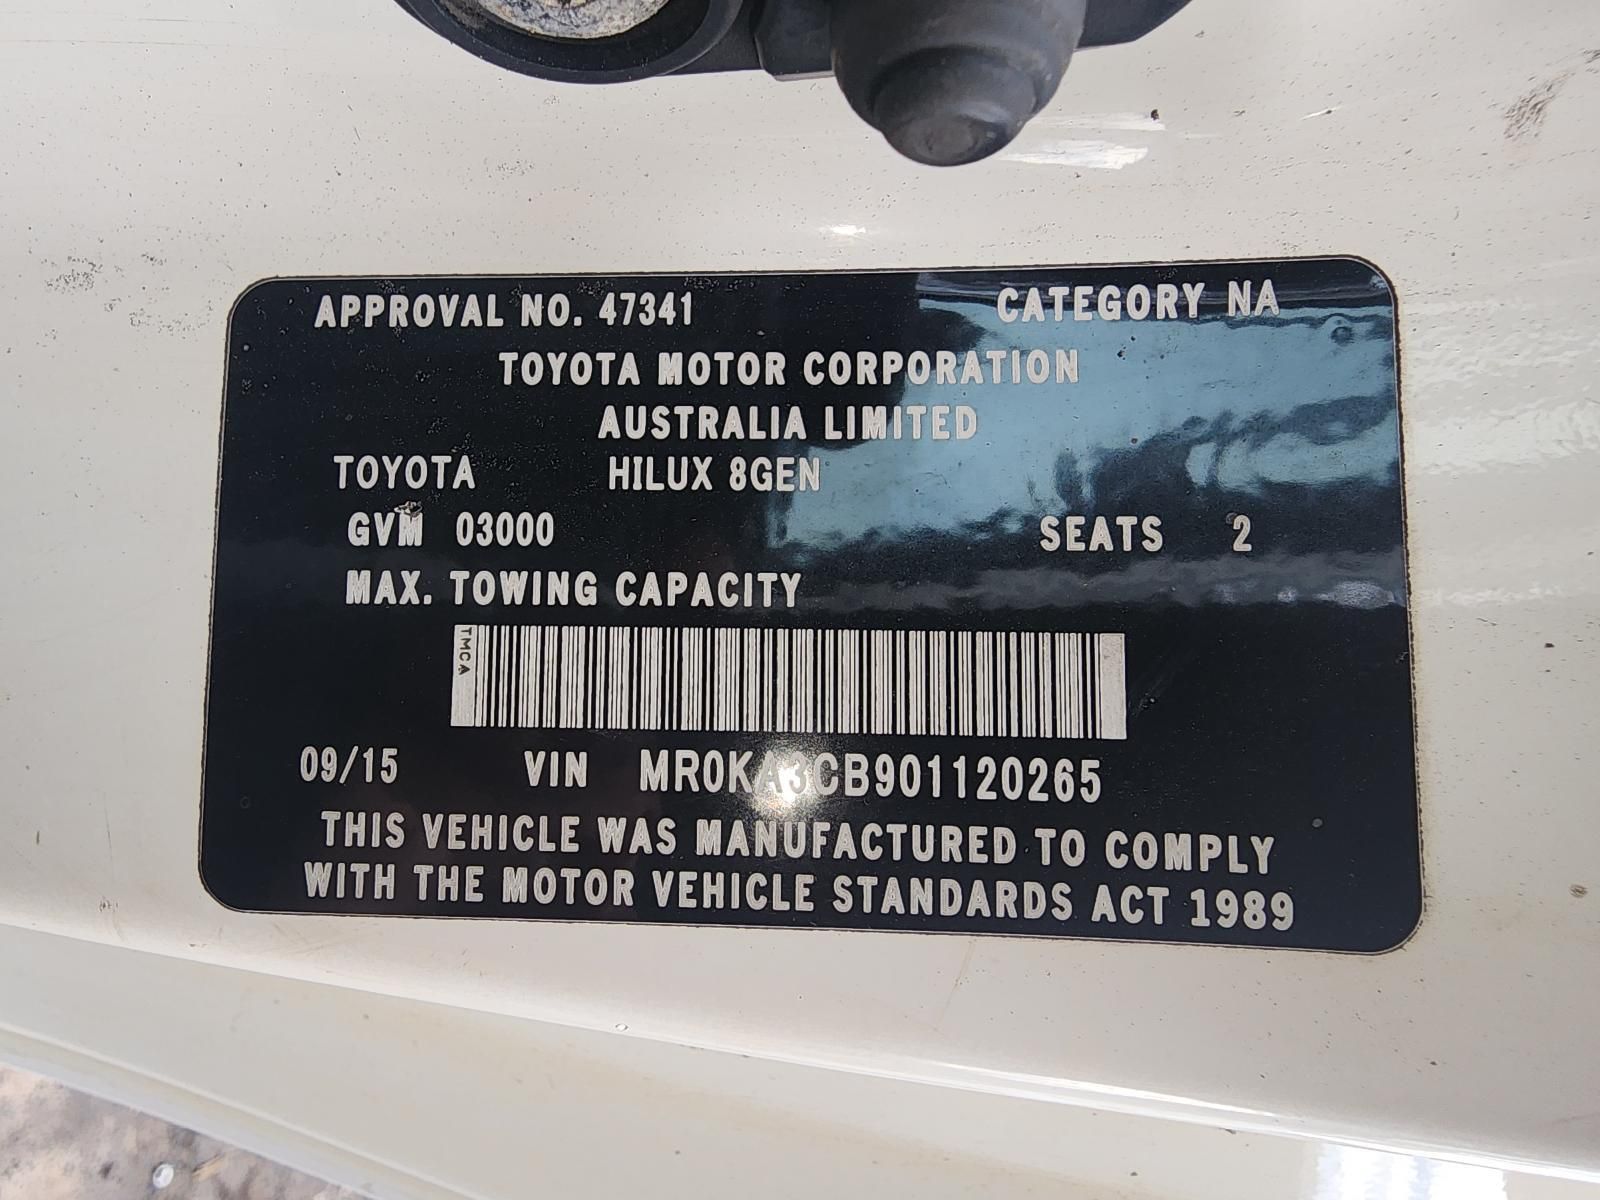 APPROVAL NO. 47341 CATEGORY NA
TOYOTA MOTOR CORPORATION
AUSTRALIA LIMITED
TOYOTA HILUX 8GEN
GVM 03000 SEATS 2
MAX. TOWING CAPACITY
TMCA
09/15 VIN MR0KA3CB901120265
THIS VEHICLE WAS MANUFACTURED TO COMPLY
WITH THE MOTOR VEHICLE STANDARDS ACT 1989